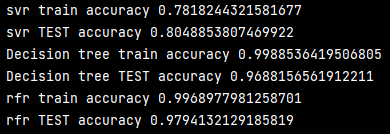 svr train accuracy 0.7818244321581677
svr TEST accuracy 0.8048853807469922
Decision tree train accuracy 0.9988536419506805
Decision tree TEST accuracy 0.9688156561912211
rfr train accuracy 0.9968977981258701
rfr TEST accuracy 0.9794132129185819